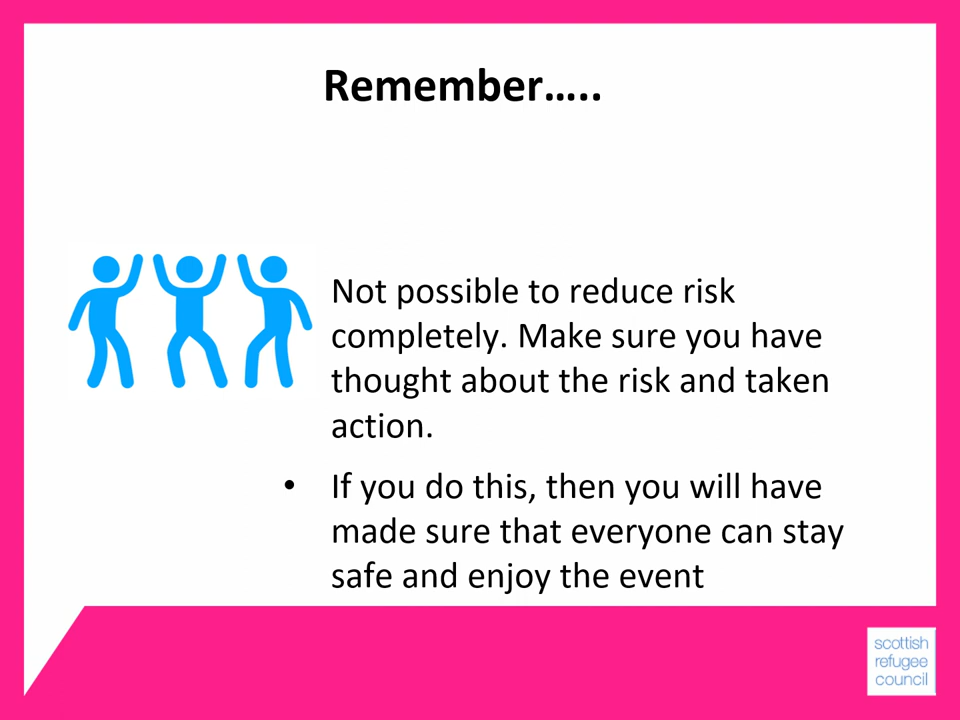 Remember…..
Not possible to reduce risk
completely. Make sure you have
thought about the risk and taken
action.
• If you do this, then you will have
made sure that everyone can stay
safe and enjoy the event
scottish
refugee
council